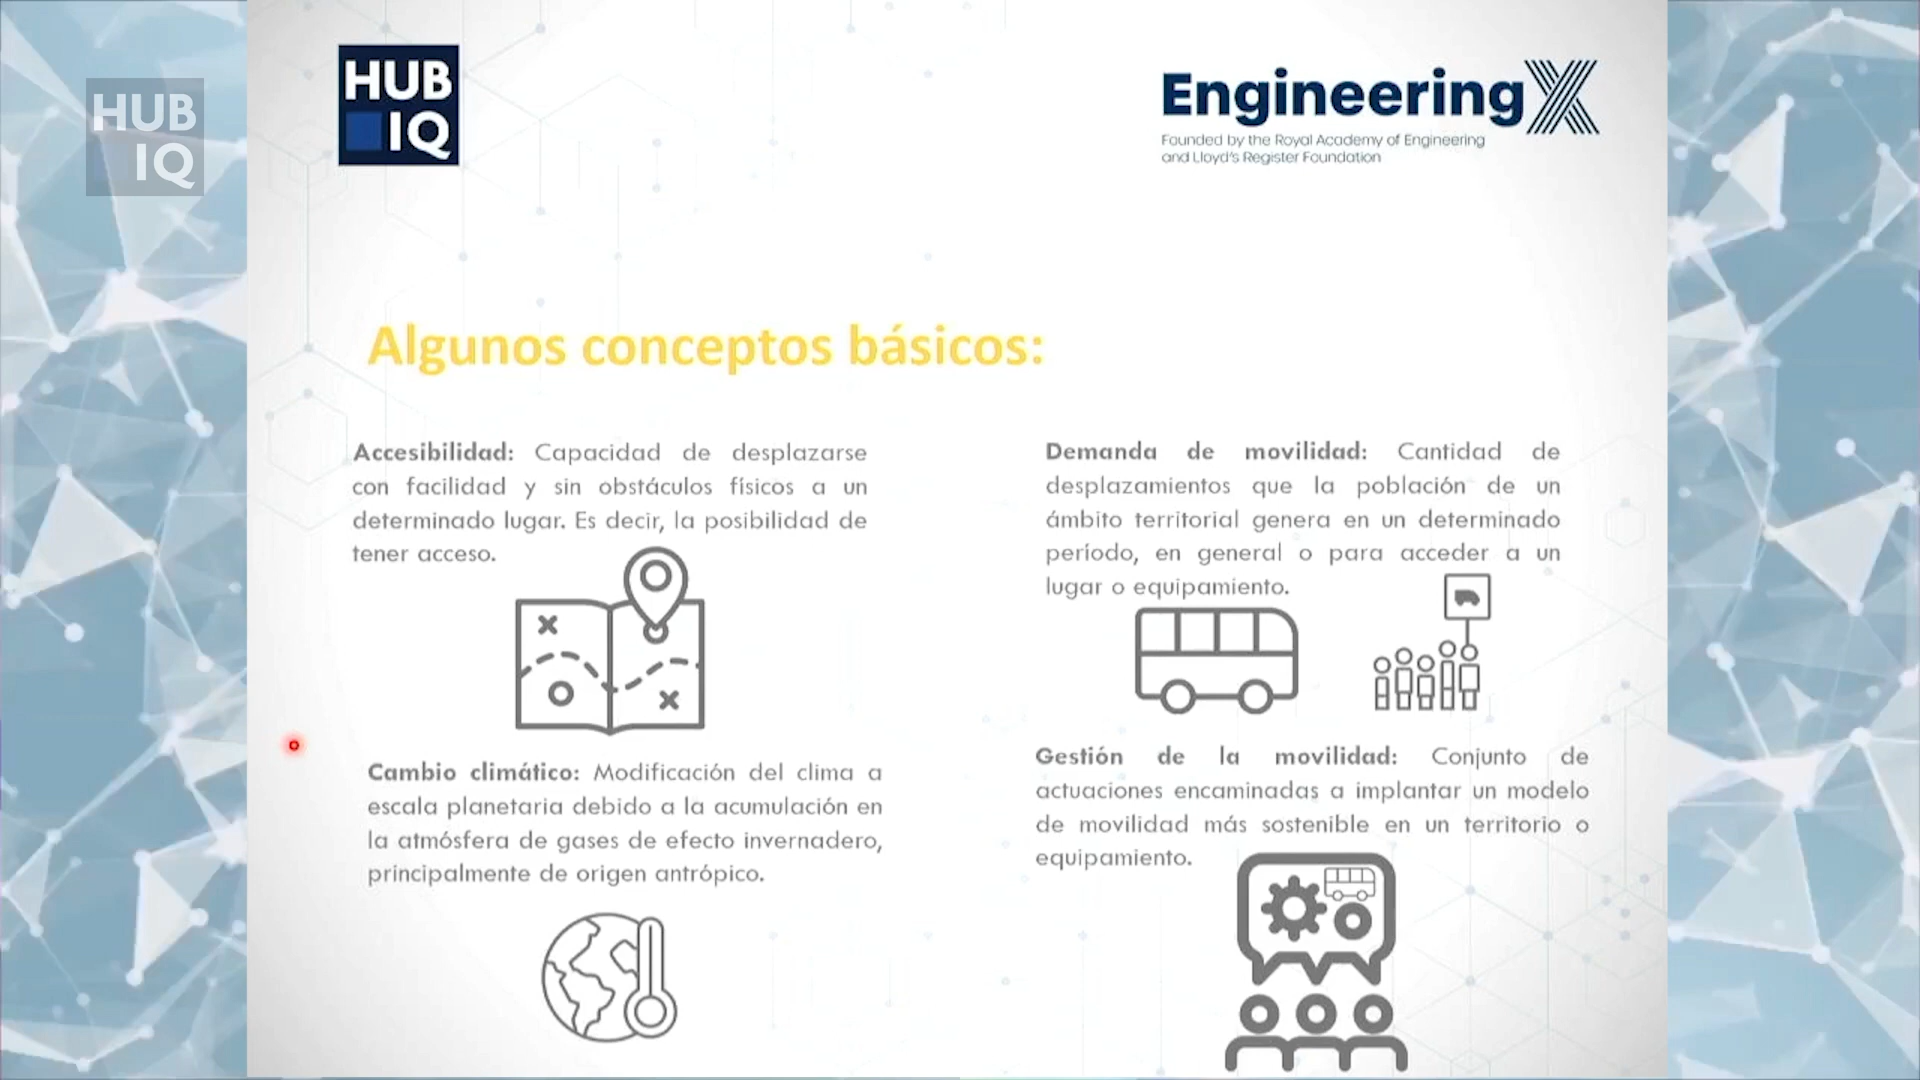 HUB
IQ
HUB
IQ
EngineeringX
Founded by the Royal Academy of Engineering
and Lloyd's Register Foundation
Algunos conceptos básicos:
Accesibilidad: Capacidad de desplazarse
con facilidad y sin obstáculos físicos a un
determinado lugar. Es decir, la posibilidad de
tener acceso.
Demanda de movilidad: Cantidad de
desplazamientos que la población de un
ámbito territorial genera en un determinado
período, en general o para acceder a un
lugar o equipamiento.
Cambio climático: Modificación del clima a
escala planetaria debido a la acumulación en
la atmósfera de gases de efecto invernadero,
principalmente de origen antrópico.
Gestión de la movilidad: Conjunto de
actuaciones encaminadas a implantar un modelo
de movilidad más sostenible en un territorio o
equipamiento.